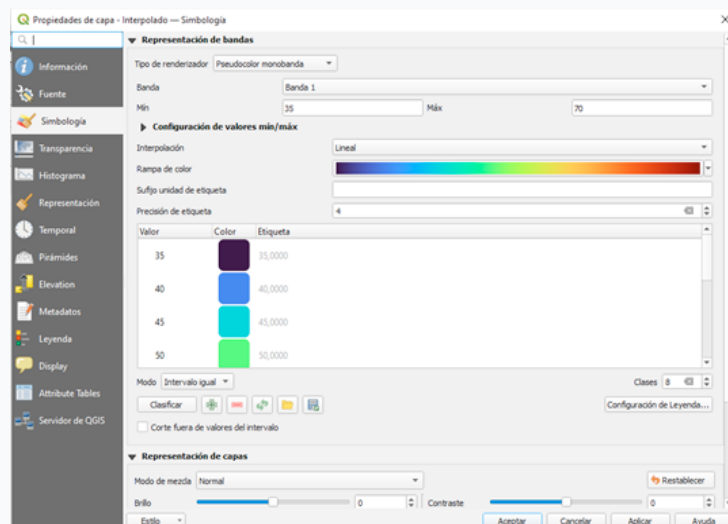 Propiedades de capa - Interpolado — Simbología
Información
Fuente
Simbología
Transparencia
Histograma
Representación
Temporal
Pirámides
Elevation
Metadatos
Leyenda
Display
Attribute Tables
Servidor de QGIS
Representación de bandas
Tipo de renderizador Pseudocolor monobanda
Banda Banda 1
Mín 35 Máx 70
Configuración de valores mín/máx
Interpolación Lineal
Rampa de color
Sufijo unidad de etiqueta
Precisión de etiqueta 4
Valor Color Etiqueta
35 35,0000
40 40,0000
45 45,0000
50 50,0000
Modo Intervalo igual Clases 8
Clasificar Configuración de Leyenda...
Corte fuera de valores del intervalo
Representación de capas
Modo de mezcla Normal Restablecer
Brillo 0 Contraste 0
Estilo Aceptar Cancelar Aplicar Ayuda